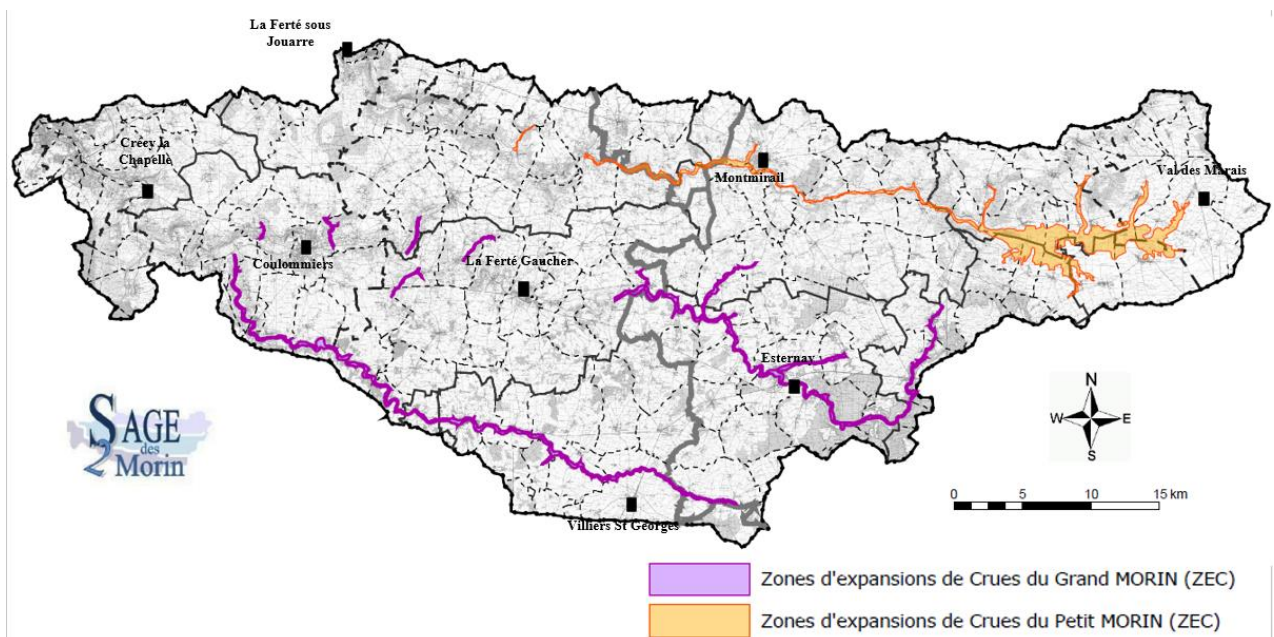 La Ferté sous
Jouarre
Crécy la
Chapelle
Montmirail
Val des Marais
Coulommiers
La Ferté Gaucher
Esternay
SAGE
des
2 Morin
N
W E
S
0 5 10 15 km
Villiers St Georges
Zones d'expansions de Crues du Grand MORIN (ZEC)
Zones d'expansions de Crues du Petit MORIN (ZEC)